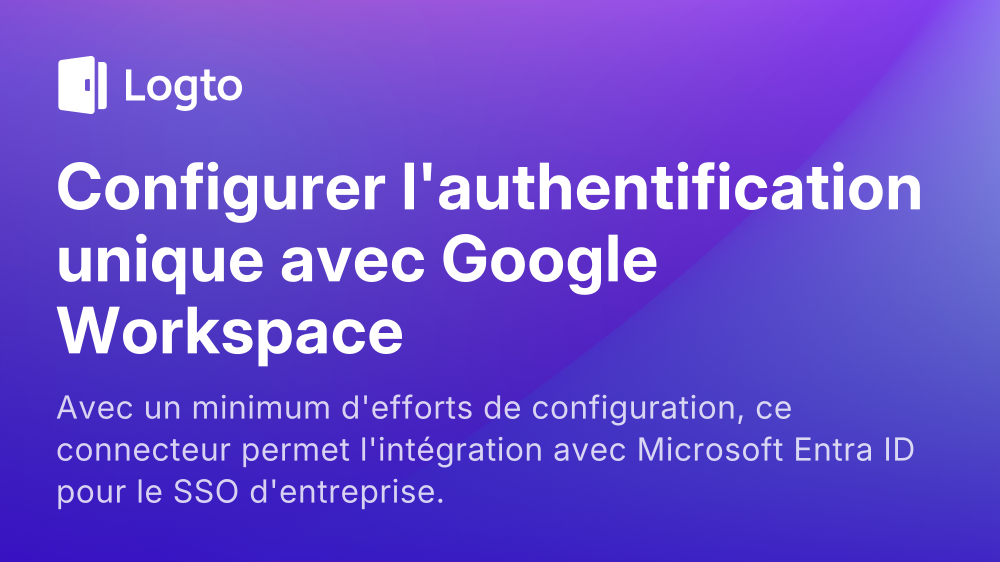 Logto
Configurer l'authentification
unique avec Google
Workspace
Avec un minimum d'efforts de configuration, ce
connecteur permet l'intégration avec Microsoft Entra ID
pour le SSO d'entreprise.